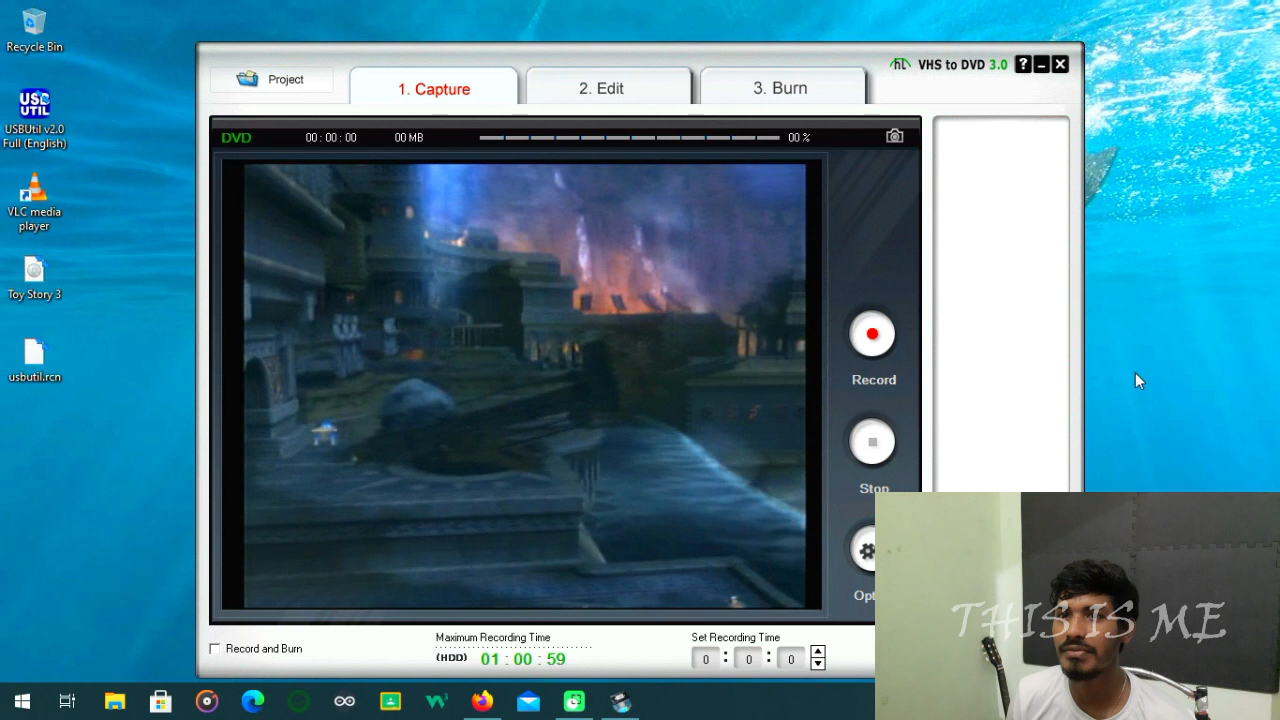 Recycle Bin
USB
UTIL
USBUtil v2.0
Full (English)
VLC media
player
Toy Story 3
usbutil.rcn
Project
1. Capture
2. Edit
3. Burn
VHS to DVD 3.0
?
DVD
00 : 00 : 00
00 MB
00 %
Record
Stop
Opt
Record and Burn
Maximum Recording Time
(HDD) 01 : 00 : 59
Set Recording Time
0 : 0 : 0
THIS IS ME